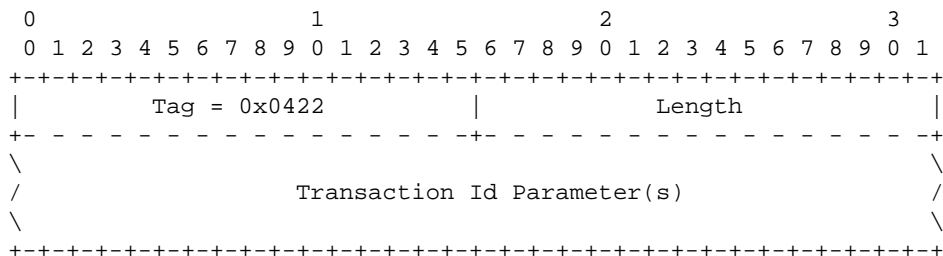 0                   1                   2                   3
 0 1 2 3 4 5 6 7 8 9 0 1 2 3 4 5 6 7 8 9 0 1 2 3 4 5 6 7 8 9 0 1
+-+-+-+-+-+-+-+-+-+-+-+-+-+-+-+-+-+-+-+-+-+-+-+-+-+-+-+-+-+-+-+-+
|         Tag = 0x0422          |            Length             |
+- - - - - - - - - - - - - - - -+- - - - - - - - - - - - - - - -+
\                                                               \
/                   Transaction Id Parameter(s)                 /
\                                                               \
+-+-+-+-+-+-+-+-+-+-+-+-+-+-+-+-+-+-+-+-+-+-+-+-+-+-+-+-+-+-+-+-+